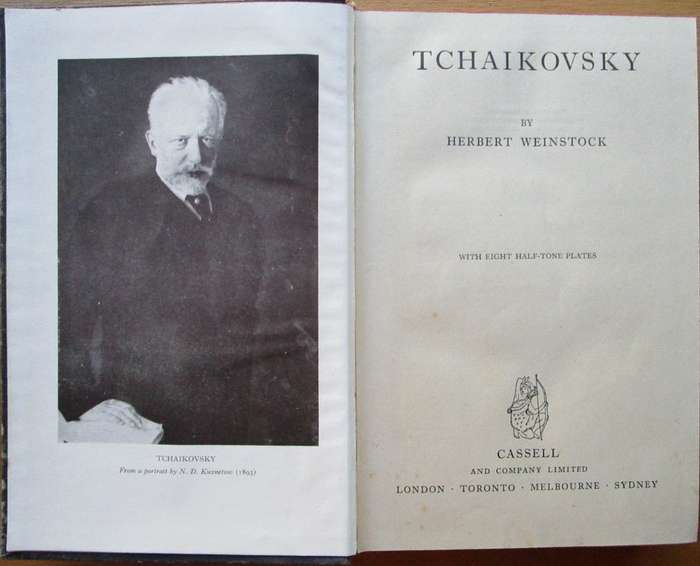 TCHAIKOVSKY
From a portrait by N. D. Kuznetsov (1893)
TCHAIKOVSKY
BY
HERBERT WEINSTOCK
WITH EIGHT HALF-TONE PLATES
CASSELL
AND COMPANY LIMITED
LONDON · TORONTO · MELBOURNE · SYDNEY